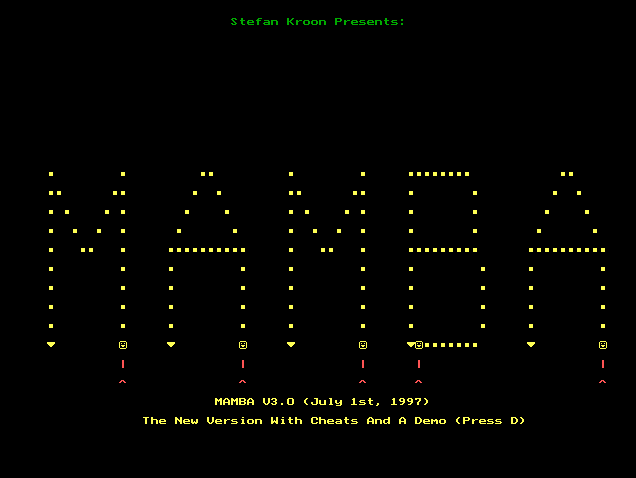 Stefan Kroon Presents:
MAMBA
MAMBA V3.0 (July 1st, 1997)
The New Version With Cheats And A Demo (Press D)